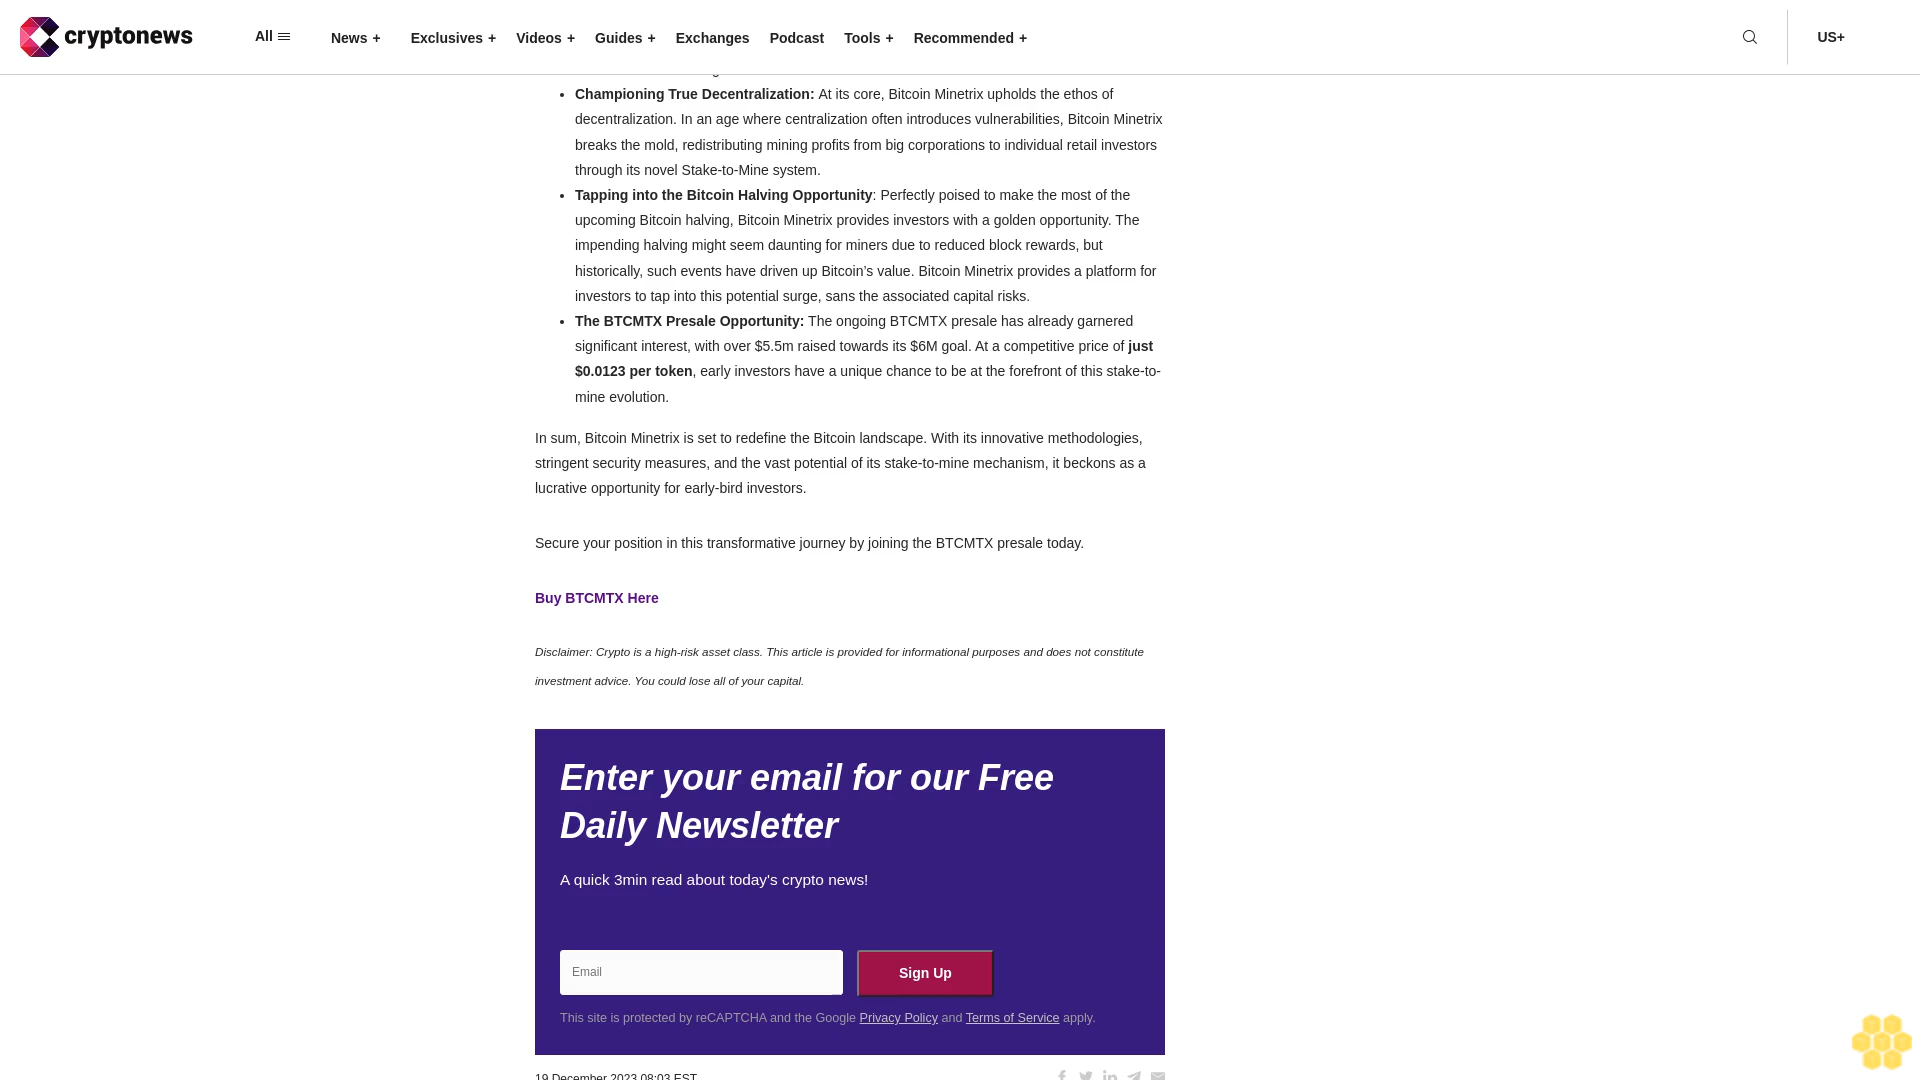 cryptonews
All
News +
Exclusives +
Videos +
Guides +
Exchanges
Podcast
Tools +
Recommended +
US+
• Championing True Decentralization: At its core, Bitcoin Minetrix upholds the ethos of
decentralization. In an age where centralization often introduces vulnerabilities, Bitcoin Minetrix
breaks the mold, redistributing mining profits from big corporations to individual retail investors
through its novel Stake-to-Mine system.
• Tapping into the Bitcoin Halving Opportunity: Perfectly poised to make the most of the
upcoming Bitcoin halving, Bitcoin Minetrix provides investors with a golden opportunity. The
impending halving might seem daunting for miners due to reduced block rewards, but
historically, such events have driven up Bitcoin’s value. Bitcoin Minetrix provides a platform for
investors to tap into this potential surge, sans the associated capital risks.
• The BTCMTX Presale Opportunity: The ongoing BTCMTX presale has already garnered
significant interest, with over $5.5m raised towards its $6M goal. At a competitive price of just
$0.0123 per token, early investors have a unique chance to be at the forefront of this stake-to-
mine evolution.
In sum, Bitcoin Minetrix is set to redefine the Bitcoin landscape. With its innovative methodologies,
stringent security measures, and the vast potential of its stake-to-mine mechanism, it beckons as a
lucrative opportunity for early-bird investors.
Secure your position in this transformative journey by joining the BTCMTX presale today.
Buy BTCMTX Here
Disclaimer: Crypto is a high-risk asset class. This article is provided for informational purposes and does not constitute
investment advice. You could lose all of your capital.
Enter your email for our Free
Daily Newsletter
A quick 3min read about today's crypto news!
Email
Sign Up
This site is protected by reCAPTCHA and the Google Privacy Policy and Terms of Service apply.
19 December 2023 08:03 EST